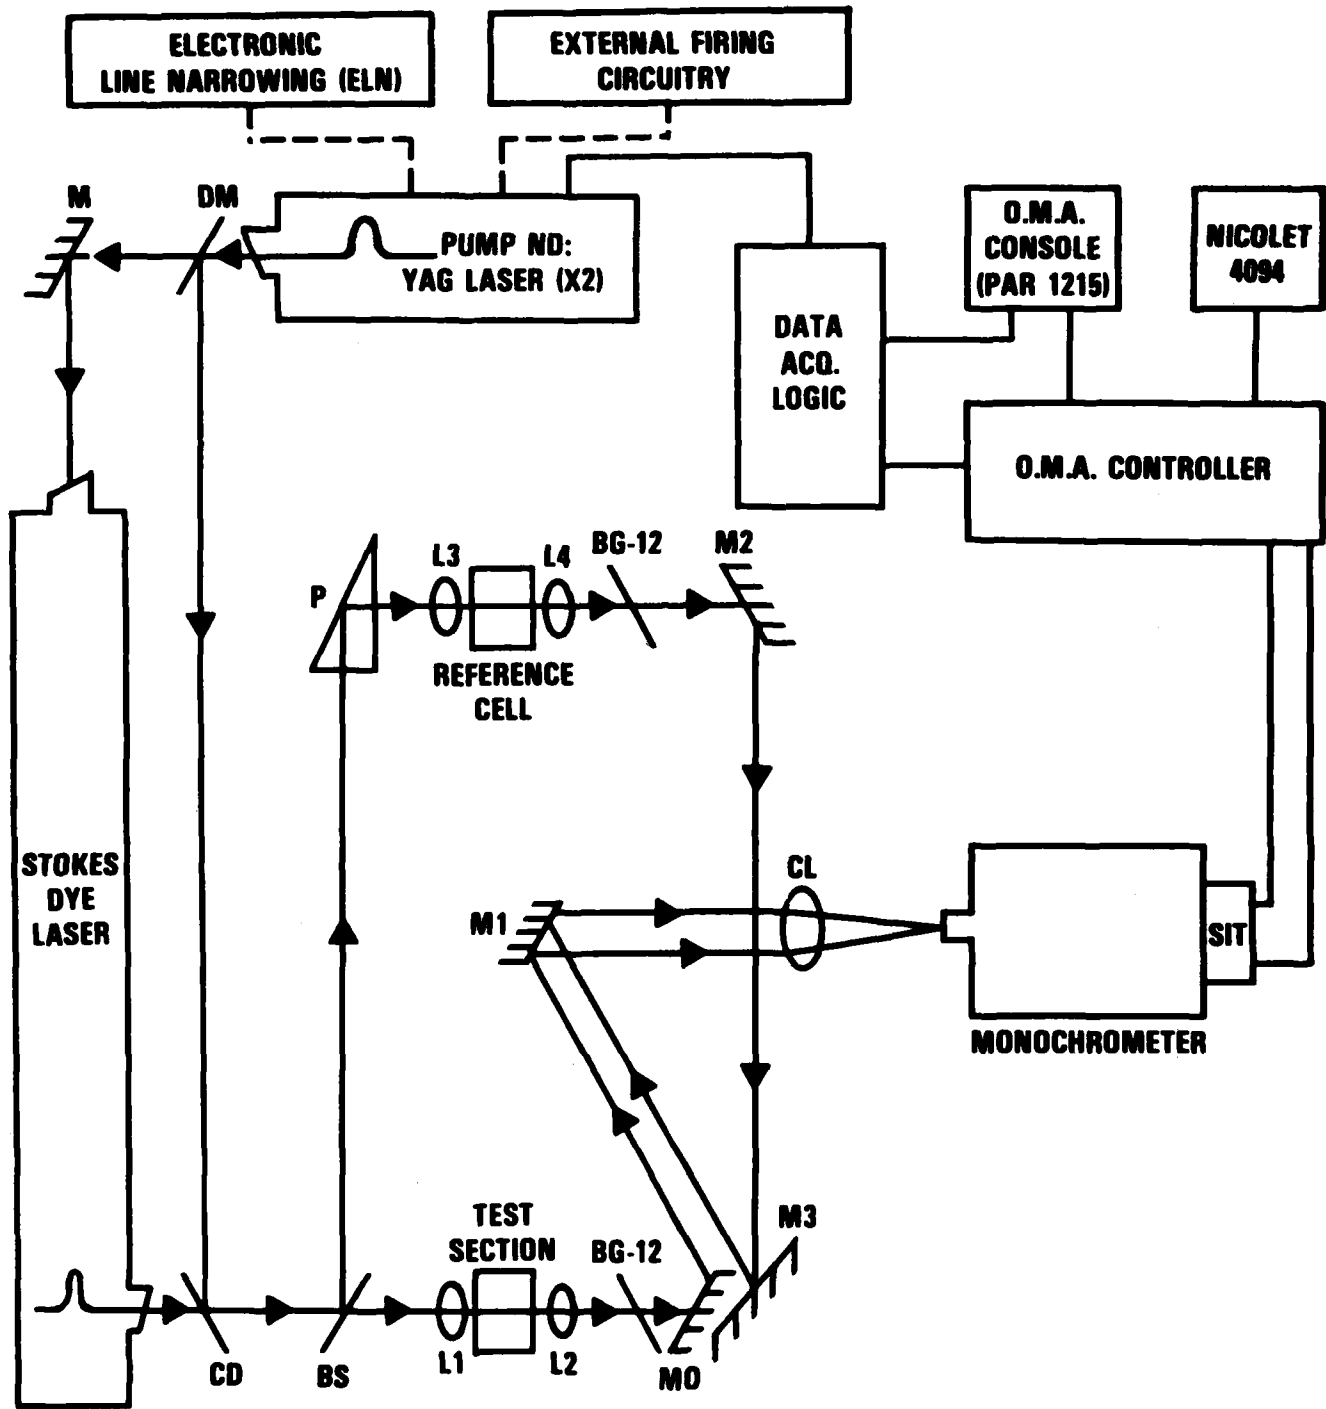 ELECTRONIC
LINE NARROWING (ELN)
EXTERNAL FIRING
CIRCUITRY
M
DM
PUMP ND:
YAG LASER (X2)
O.M.A.
CONSOLE
(PAR 1215)
NICOLET
4094
DATA
ACQ.
LOGIC
O.M.A. CONTROLLER
P
L3
L4
BG-12
M2
REFERENCE
CELL
STOKES
DYE
LASER
M1
CL
SIT
MONOCHROMETER
TEST
SECTION
BG-12
M3
CD
BS
L1
L2
MO